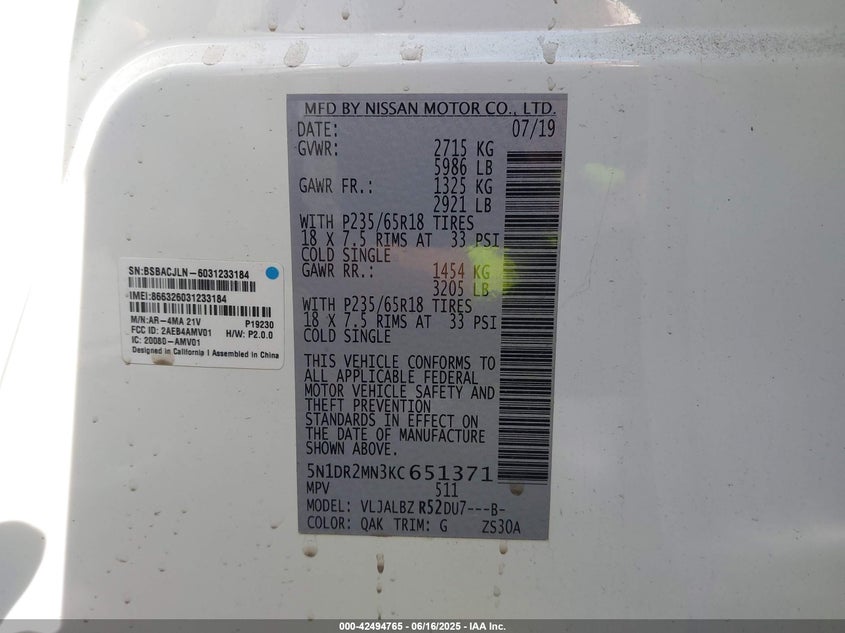 MFD BY NISSAN MOTOR CO., LTD.
DATE: 07/19
GVWR: 2715 KG
5986 LB
GAWR FR.: 1325 KG
2921 LB
WITH P235/65R18 TIRES
18 X 7.5 RIMS AT 33 PSI
COLD SINGLE
GAWR RR.: 1454 KG
3205 LB
WITH P235/65R18 TIRES
18 X 7.5 RIMS AT 33 PSI
COLD SINGLE
THIS VEHICLE CONFORMS TO
ALL APPLICABLE FEDERAL
MOTOR VEHICLE SAFETY AND
THEFT PREVENTION
STANDARDS IN EFFECT ON
THE DATE OF MANUFACTURE
SHOWN ABOVE.
5N1DR2MN3KC651371
MPV 511
MODEL: VLJALBZ R52DU7---B-
COLOR: QAK TRIM: G ZS30A
SN:BSBACJLN-6031233184
IMEI:866326031233184
M/N:AR-4MA 21V P19230
FCC ID: 2AEB4AMV01 H/W: P2.0.0
IC: 20080-AMV01
Designed in California | Assembled in China
000-42494765 - 06/16/2025 - IAA Inc.